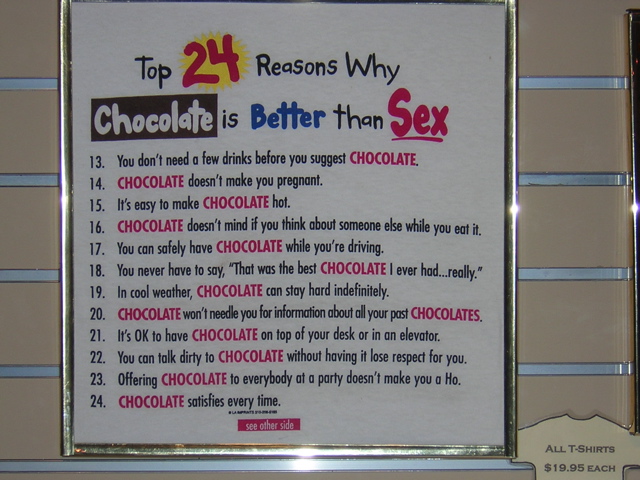 Top 24 Reasons Why
Chocolate is Better than Sex
13. You don't need a few drinks before you suggest CHOCOLATE.
14. CHOCOLATE doesn't make you pregnant.
15. It's easy to make CHOCOLATE hot.
16. CHOCOLATE doesn't mind if you think about someone else while you eat it.
17. You can safely have CHOCOLATE while you're driving.
18. You never have to say, "That was the best CHOCOLATE I ever had...really."
19. In cool weather, CHOCOLATE can stay hard indefinitely.
20. CHOCOLATE won't needle you for information about all your past CHOCOLATES.
21. It's OK to have CHOCOLATE on top of your desk or in an elevator.
22. You can talk dirty to CHOCOLATE without having it lose respect for you.
23. Offering CHOCOLATE to everybody at a party doesn't make you a Ho.
24. CHOCOLATE satisfies every time.
see other side
ALL T-SHIRTS
$19.95 EACH